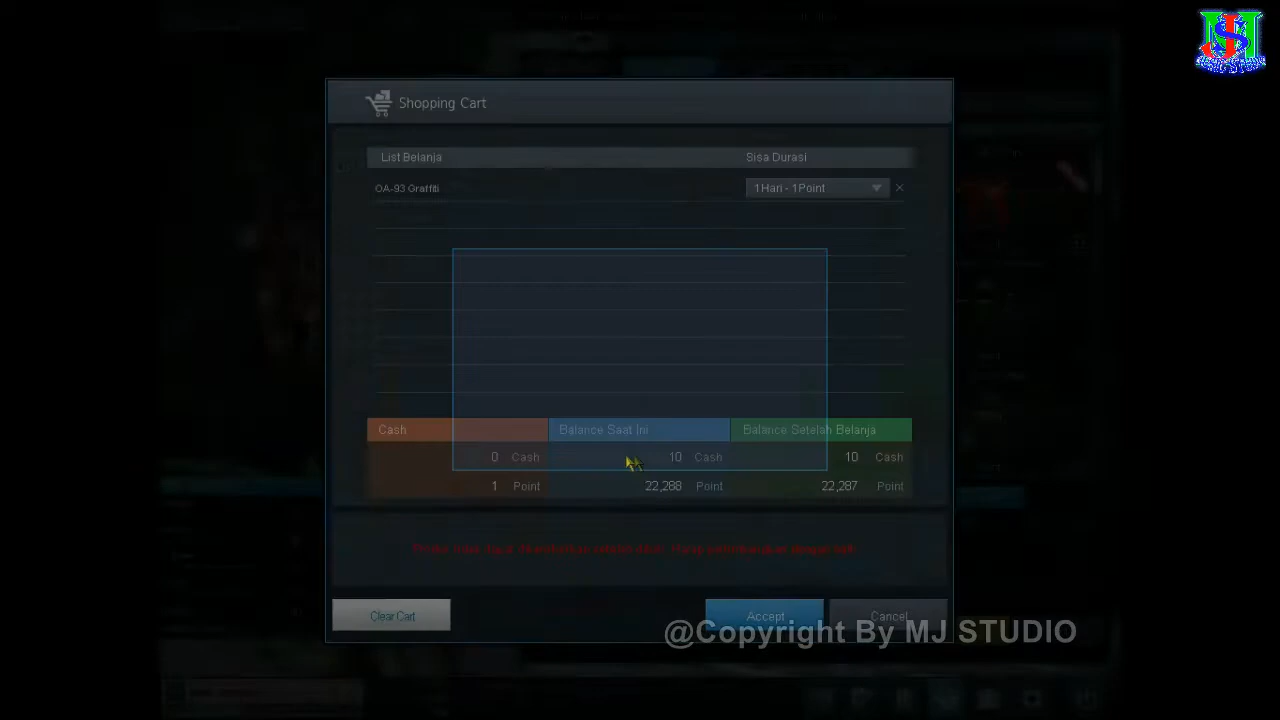 Shopping Cart
List Belanja Sisa Durasi
OA-93 Graffiti 1Hari - 1Point
Cash Balance Saat Ini Balance Setelah Belanja
0 Cash 10 Cash 10 Cash
1 Point 22,288 Point 22,287 Point
Clear Cart Accept Cancel
@Copyright By MJ STUDIO